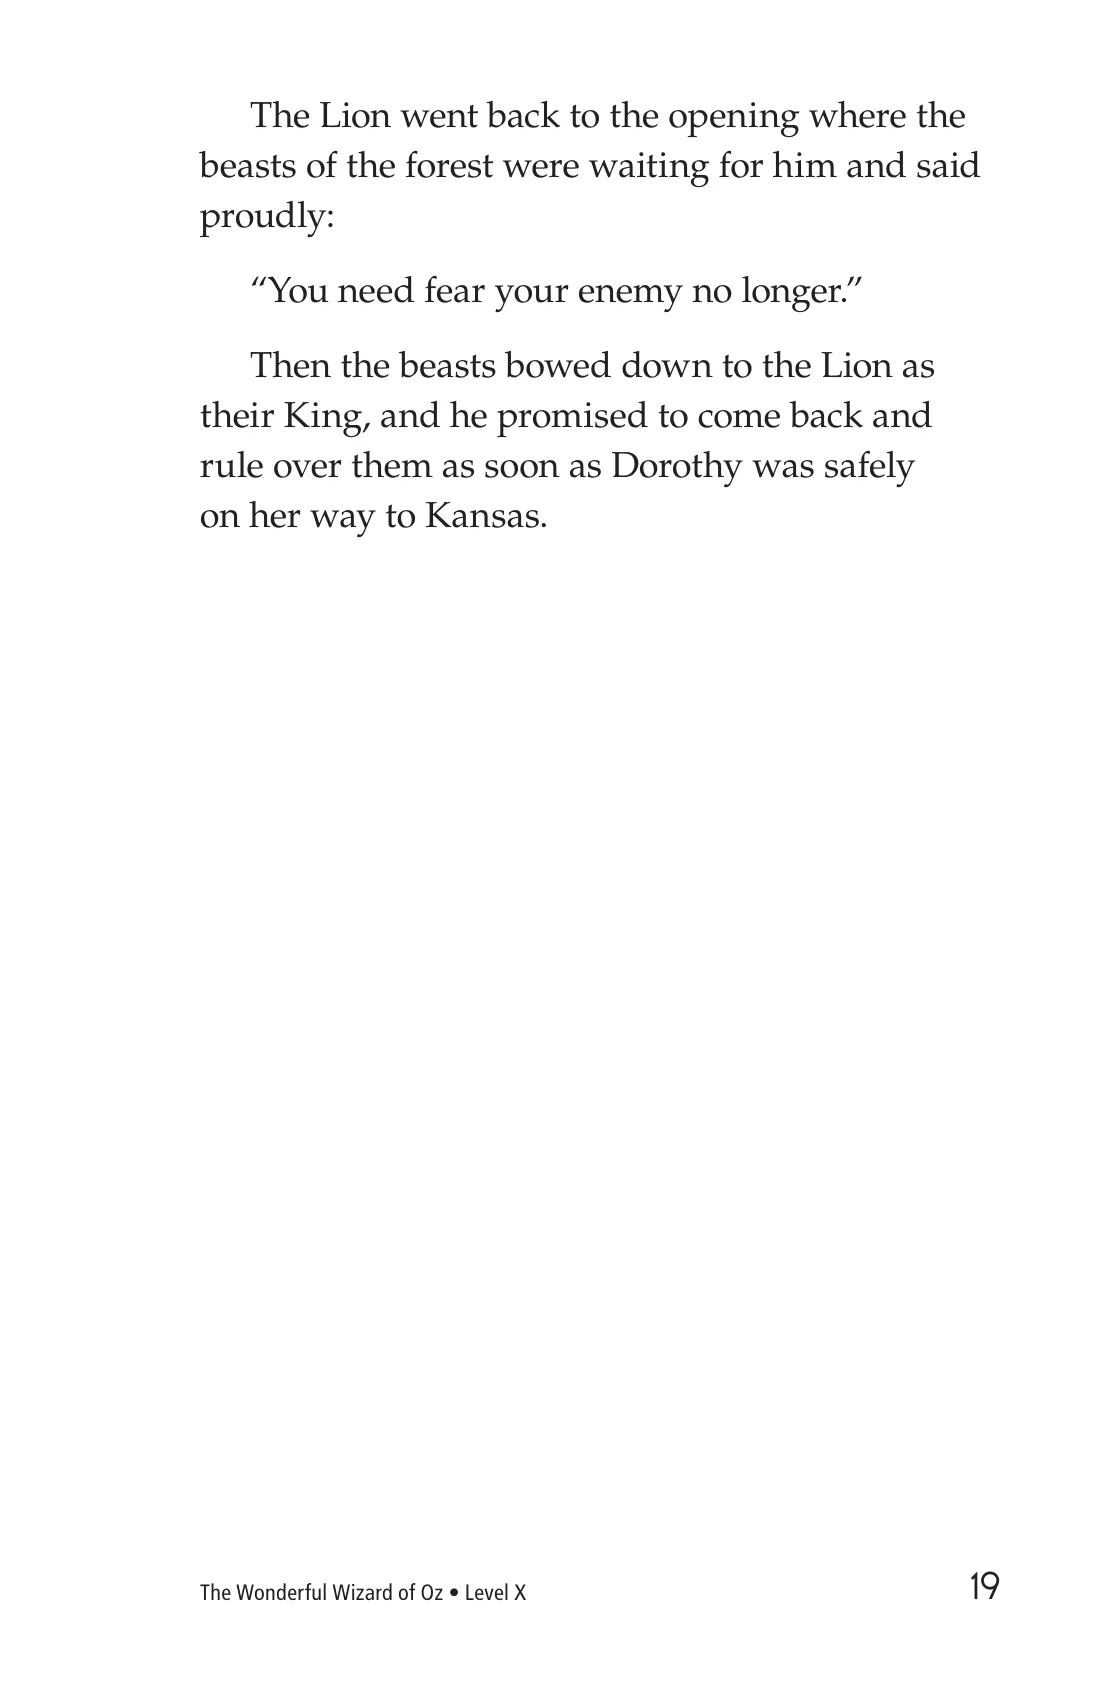 The Lion went back to the opening where the
beasts of the forest were waiting for him and said
proudly:
“You need fear your enemy no longer.”
Then the beasts bowed down to the Lion as
their King, and he promised to come back and
rule over them as soon as Dorothy was safely
on her way to Kansas.
The Wonderful Wizard of Oz • Level X
19